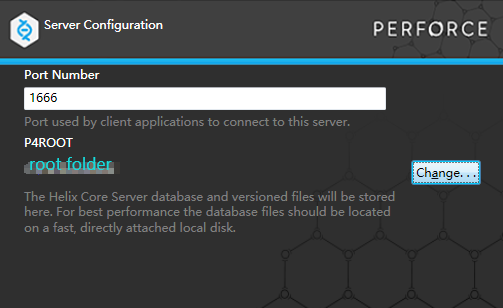 Server Configuration
PERFORCE
Port Number
1666
Port used by client applications to connect to this server.
P4ROOT
root folder
Change...
The Helix Core Server database and versioned files will be stored
here. For best performance the database files should be located
on a fast, directly attached local disk.